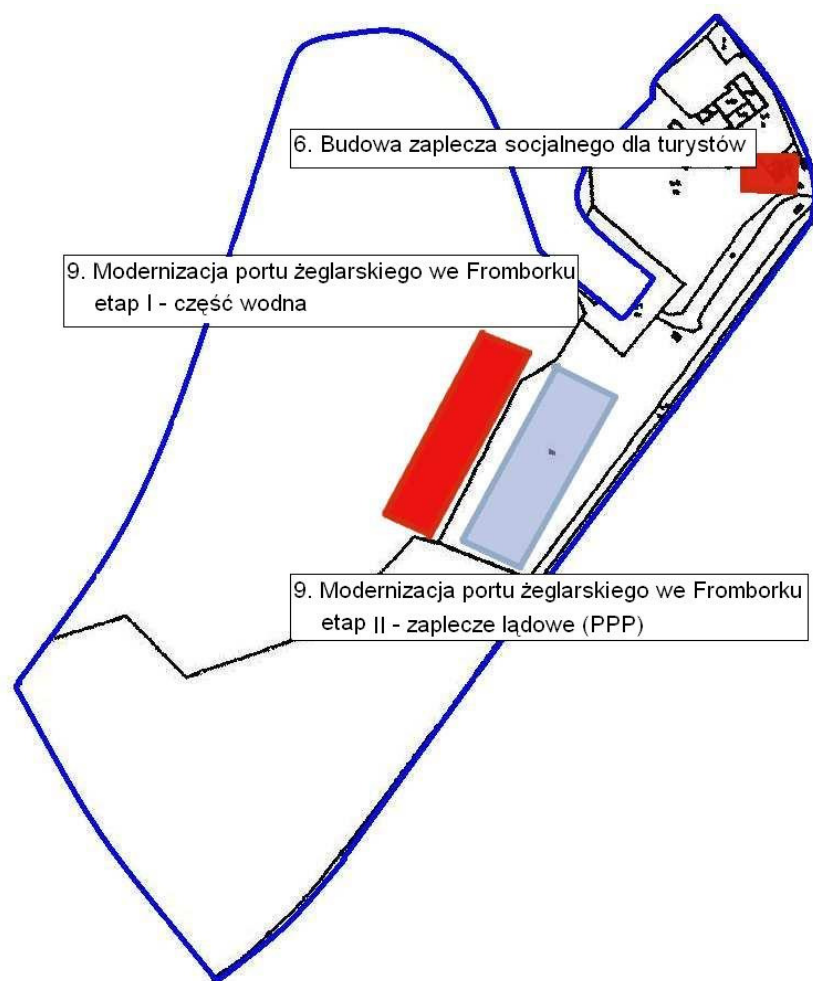 6. Budowa zaplecza socjalnego dla turystów
9. Modernizacja portu żeglarskiego we Fromborku
etap I - część wodna
9. Modernizacja portu żeglarskiego we Fromborku
etap II - zaplecze lądowe (PPP)